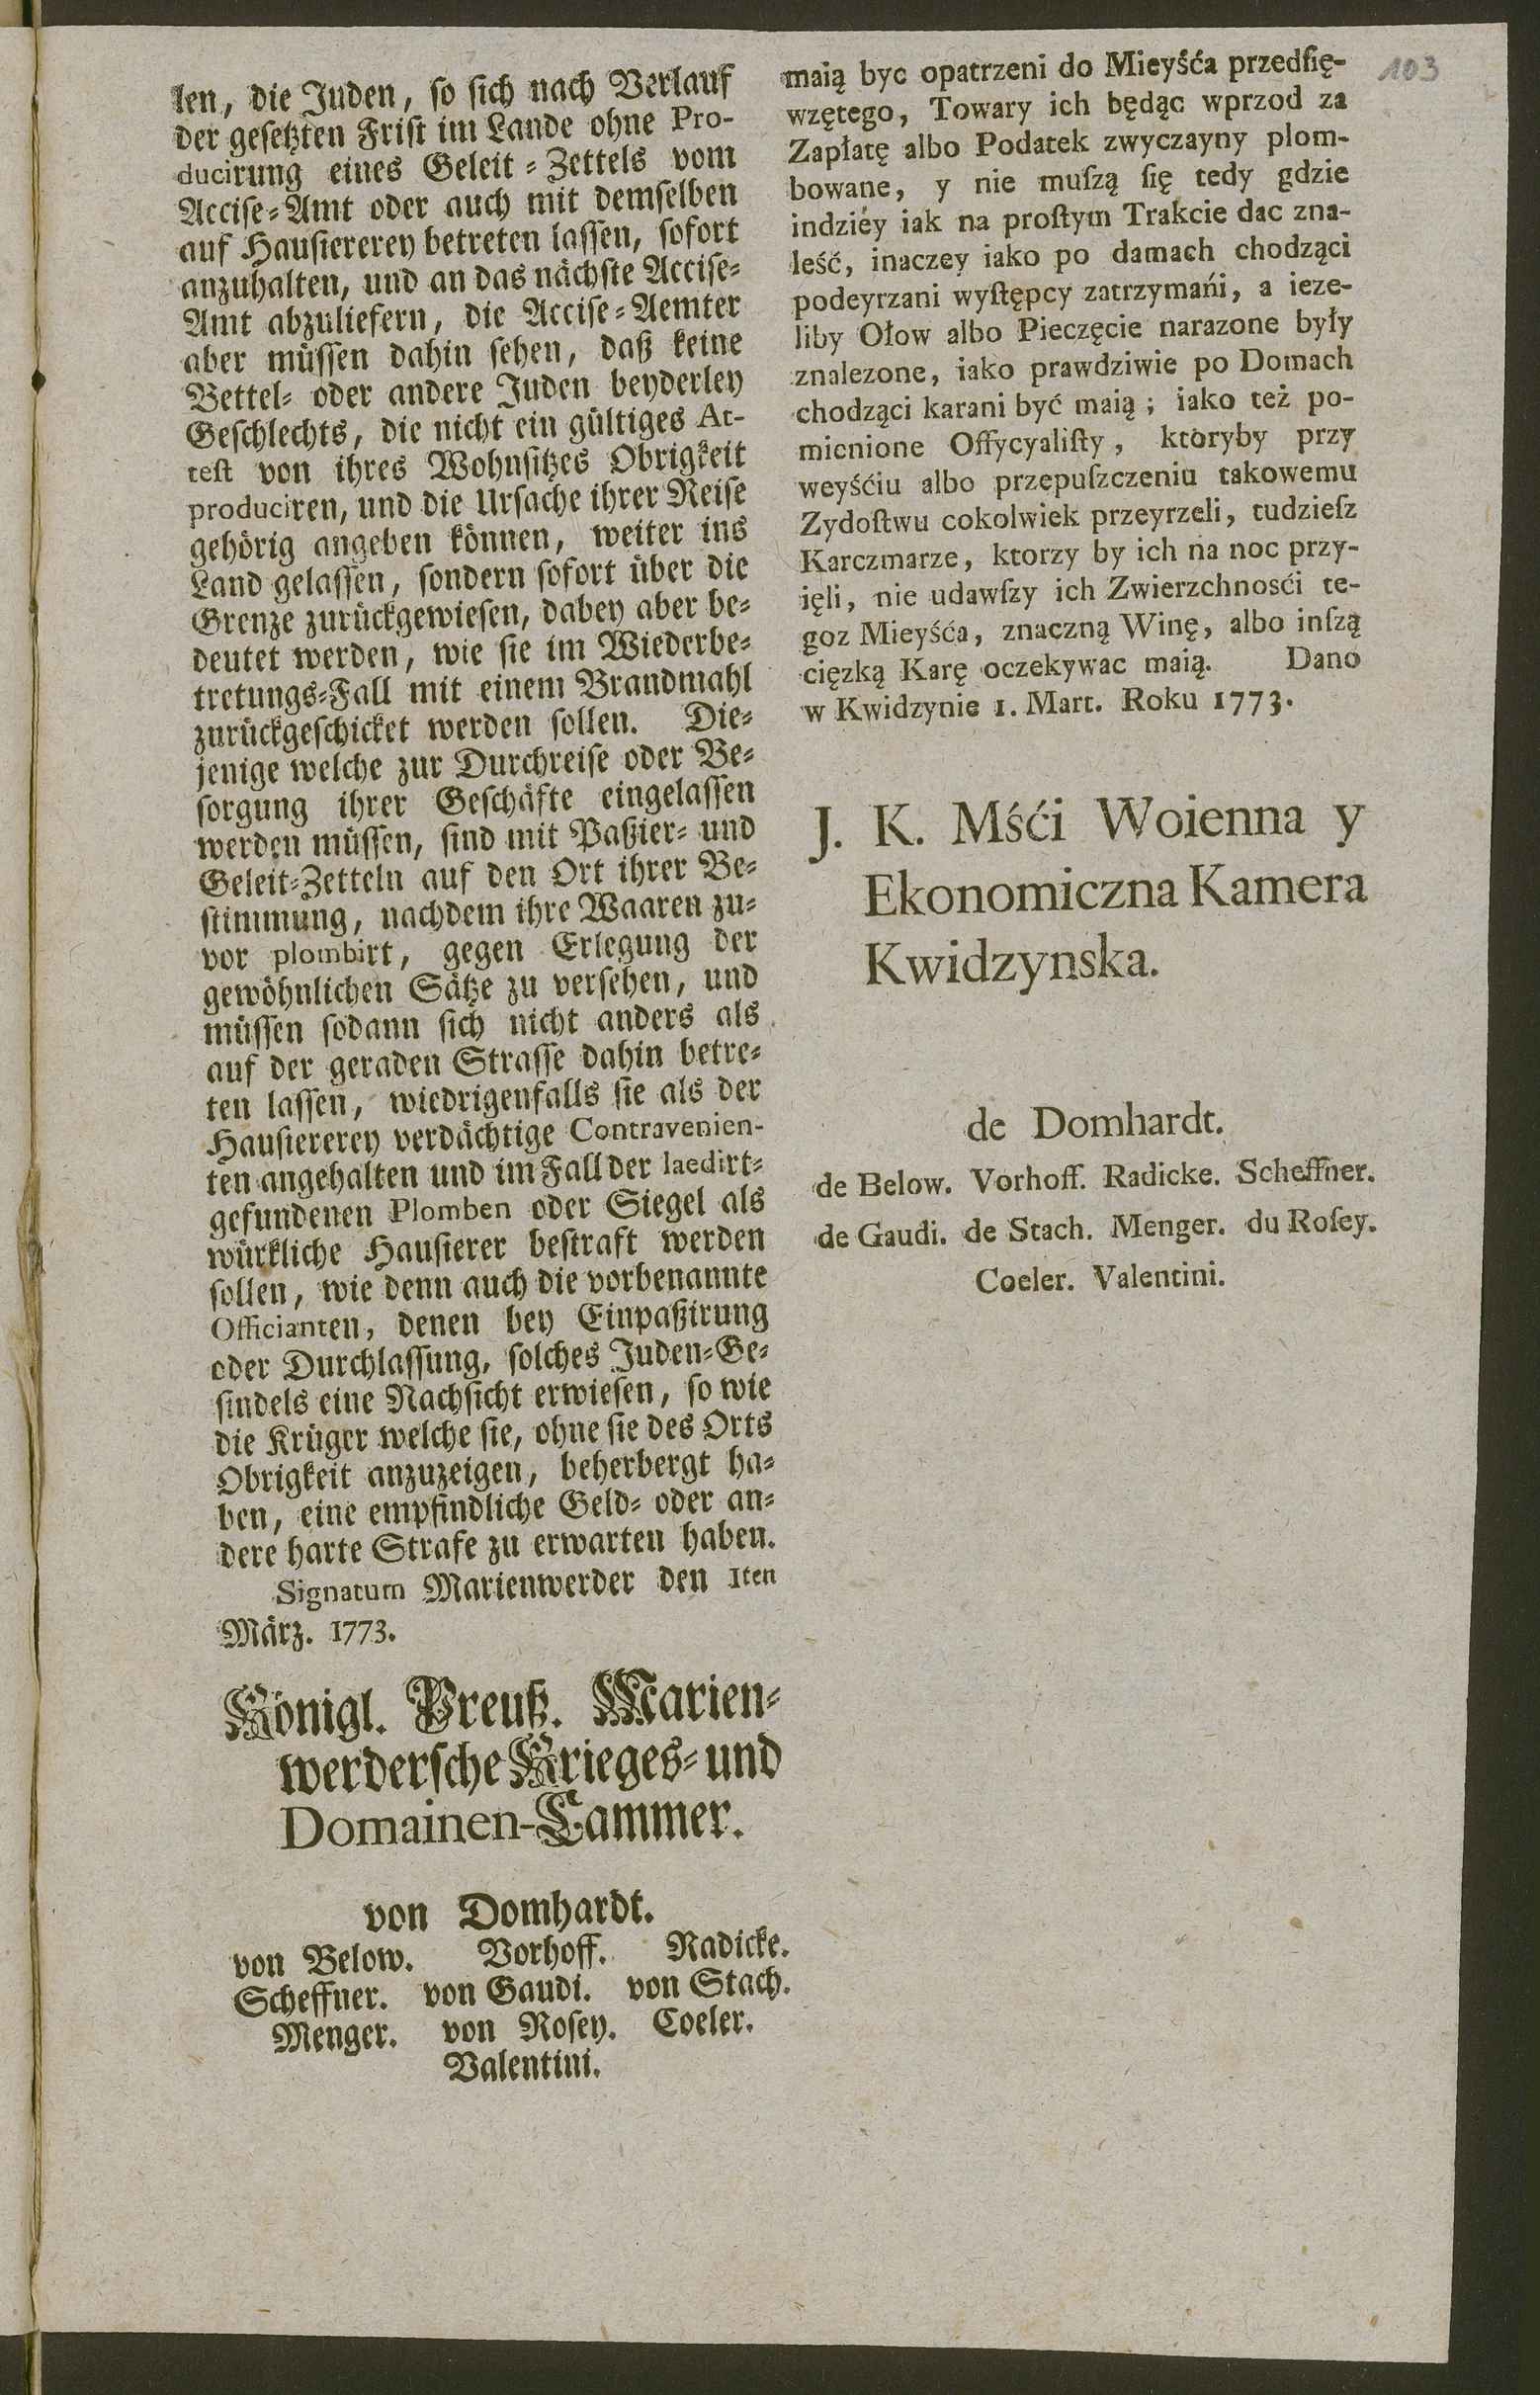 103
len, die Juden, so sich nach Verlauf
der gesetzten Frist im Lande ohne Pro-
ducirung eines Geleit-Zettels vom
Accise-Amt oder auch mit demselben
auf Hausiererey betreten lassen, sofort
anzuhalten, und an das nächste Accise-
Amt abzuliefern, die Accise-Aemter
aber müssen dahin sehen, daß keine
Bettel- oder andere Juden beyderley
Geschlechts, die nicht ein gültiges At-
test von ihres Wohnsitzes Obrigkeit
produciren, und die Ursache ihrer Reise
gehörig angeben können, weiter ins
Land gelassen, sondern sofort über die
Grenze zurückgewiesen, dabey aber be-
deutet werden, wie sie im Wiederbe-
tretungs-Fall mit einem Brandmahl
zurückgeschicket werden sollen. Die-
jenige welche zur Durchreise oder Be-
sorgung ihrer Geschäfte eingelassen
werden müssen, sind mit Paßier- und
Geleit-Zetteln auf den Ort ihrer Be-
stimmung, nachdem ihre Waaren zu-
vor plombirt, gegen Erlegung der
gewöhnlichen Sätze zu versehen, und
müssen sodann sich nicht anders als
auf der geraden Strasse dahin betre-
ten lassen, wiedrigenfalls sie als der
Hausiererey verdächtige Contravenien-
ten angehalten und im Fall der laedirt-
gefundenen Plomben oder Siegel als
würkliche Hausierer bestraft werden
sollen, wie denn auch die vorbenannte
Officianten, denen bey Einpaßirung
oder Durchlassung, solches Juden-Ge-
sindels eine Nachsicht erwiesen, so wie
die Krüger welche sie, ohne sie des Orts
Obrigkeit anzuzeigen, beherbergt ha-
ben, eine empfindliche Geld- oder an-
dere harte Strafe zu erwarten haben.
Signatum Marienwerder den 1ten
März. 1773.
Königl. Preuß. Marien-
werdersche Krieges- und
Domainen-Cammer.
von Domhardt.
von Below. Vorhoff. Radicke.
Scheffner. von Gaudi. von Stach.
Menger. von Rosey. Coeler.
Valentini.
maią byc opatrzeni do Mieyśća przedſię-
wzętego, Towary ich będąc wprzod za
Zapłatę albo Podatek zwyczayny plom-
bowane, y nie muſzą ſię tedy gdzie
indziéy iak na proſtym Trakcie dac zna-
leść, inaczey iako po damach chodząci
podeyrzani wyſtępcy zatrzymańi, a ieze-
liby Ołow albo Pieczęcie narazone były
znalezone, iako prawdziwie po Domach
chodząci karani być maią; iako też po-
mienione Offycyaliſty, ktoryby przy
weyśćiu albo przepuſzczeniu takowemu
Zydoſtwu cokolwiek przeyrzeli, tudzieſz
Karczmarze, ktorzy by ich na noc przy-
ięli, nie udawſzy ich Zwierzchnosći te-
goz Mieyśća, znaczną Winę, albo inſzą
cięzką Karę oczekywac maią. Dano
w Kwidzynie 1. Mart. Roku 1773.
J. K. Mśći Woienna y
Ekonomiczna Kamera
Kwidzynska.
de Domhardt.
de Below. Vorhoff. Radicke. Scheffner.
de Gaudi. de Stach. Menger. du Roſey.
Coeler. Valentini.